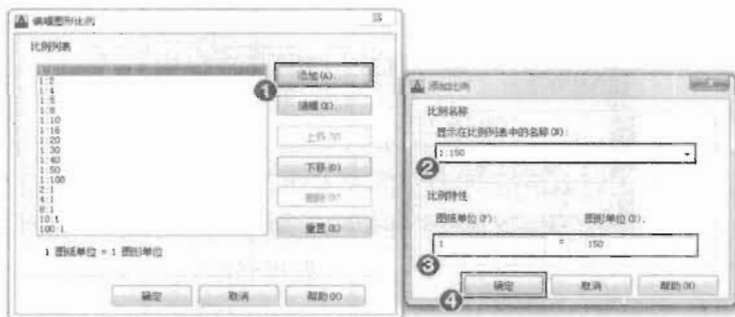 编辑图形比例
比例列表
1:2
1:4
1:5
1:8
1:10
1:16
1:20
1:30
1:40
1:50
1:100
2:1
4:1
8:1
10:1
100:1
1 图纸单位 = 1 图形单位
1
添加(A)...
编辑(E)...
上移(U)
下移(D)
删除(D)
重置(R)
确定
取消
帮助(H)
添加比例
比例名称
显示在比例列表中的名称(N):
2
1:150
比例特性
图纸单位(P):
图形单位(D):
1 = 150
3
4
确定
取消
帮助(H)